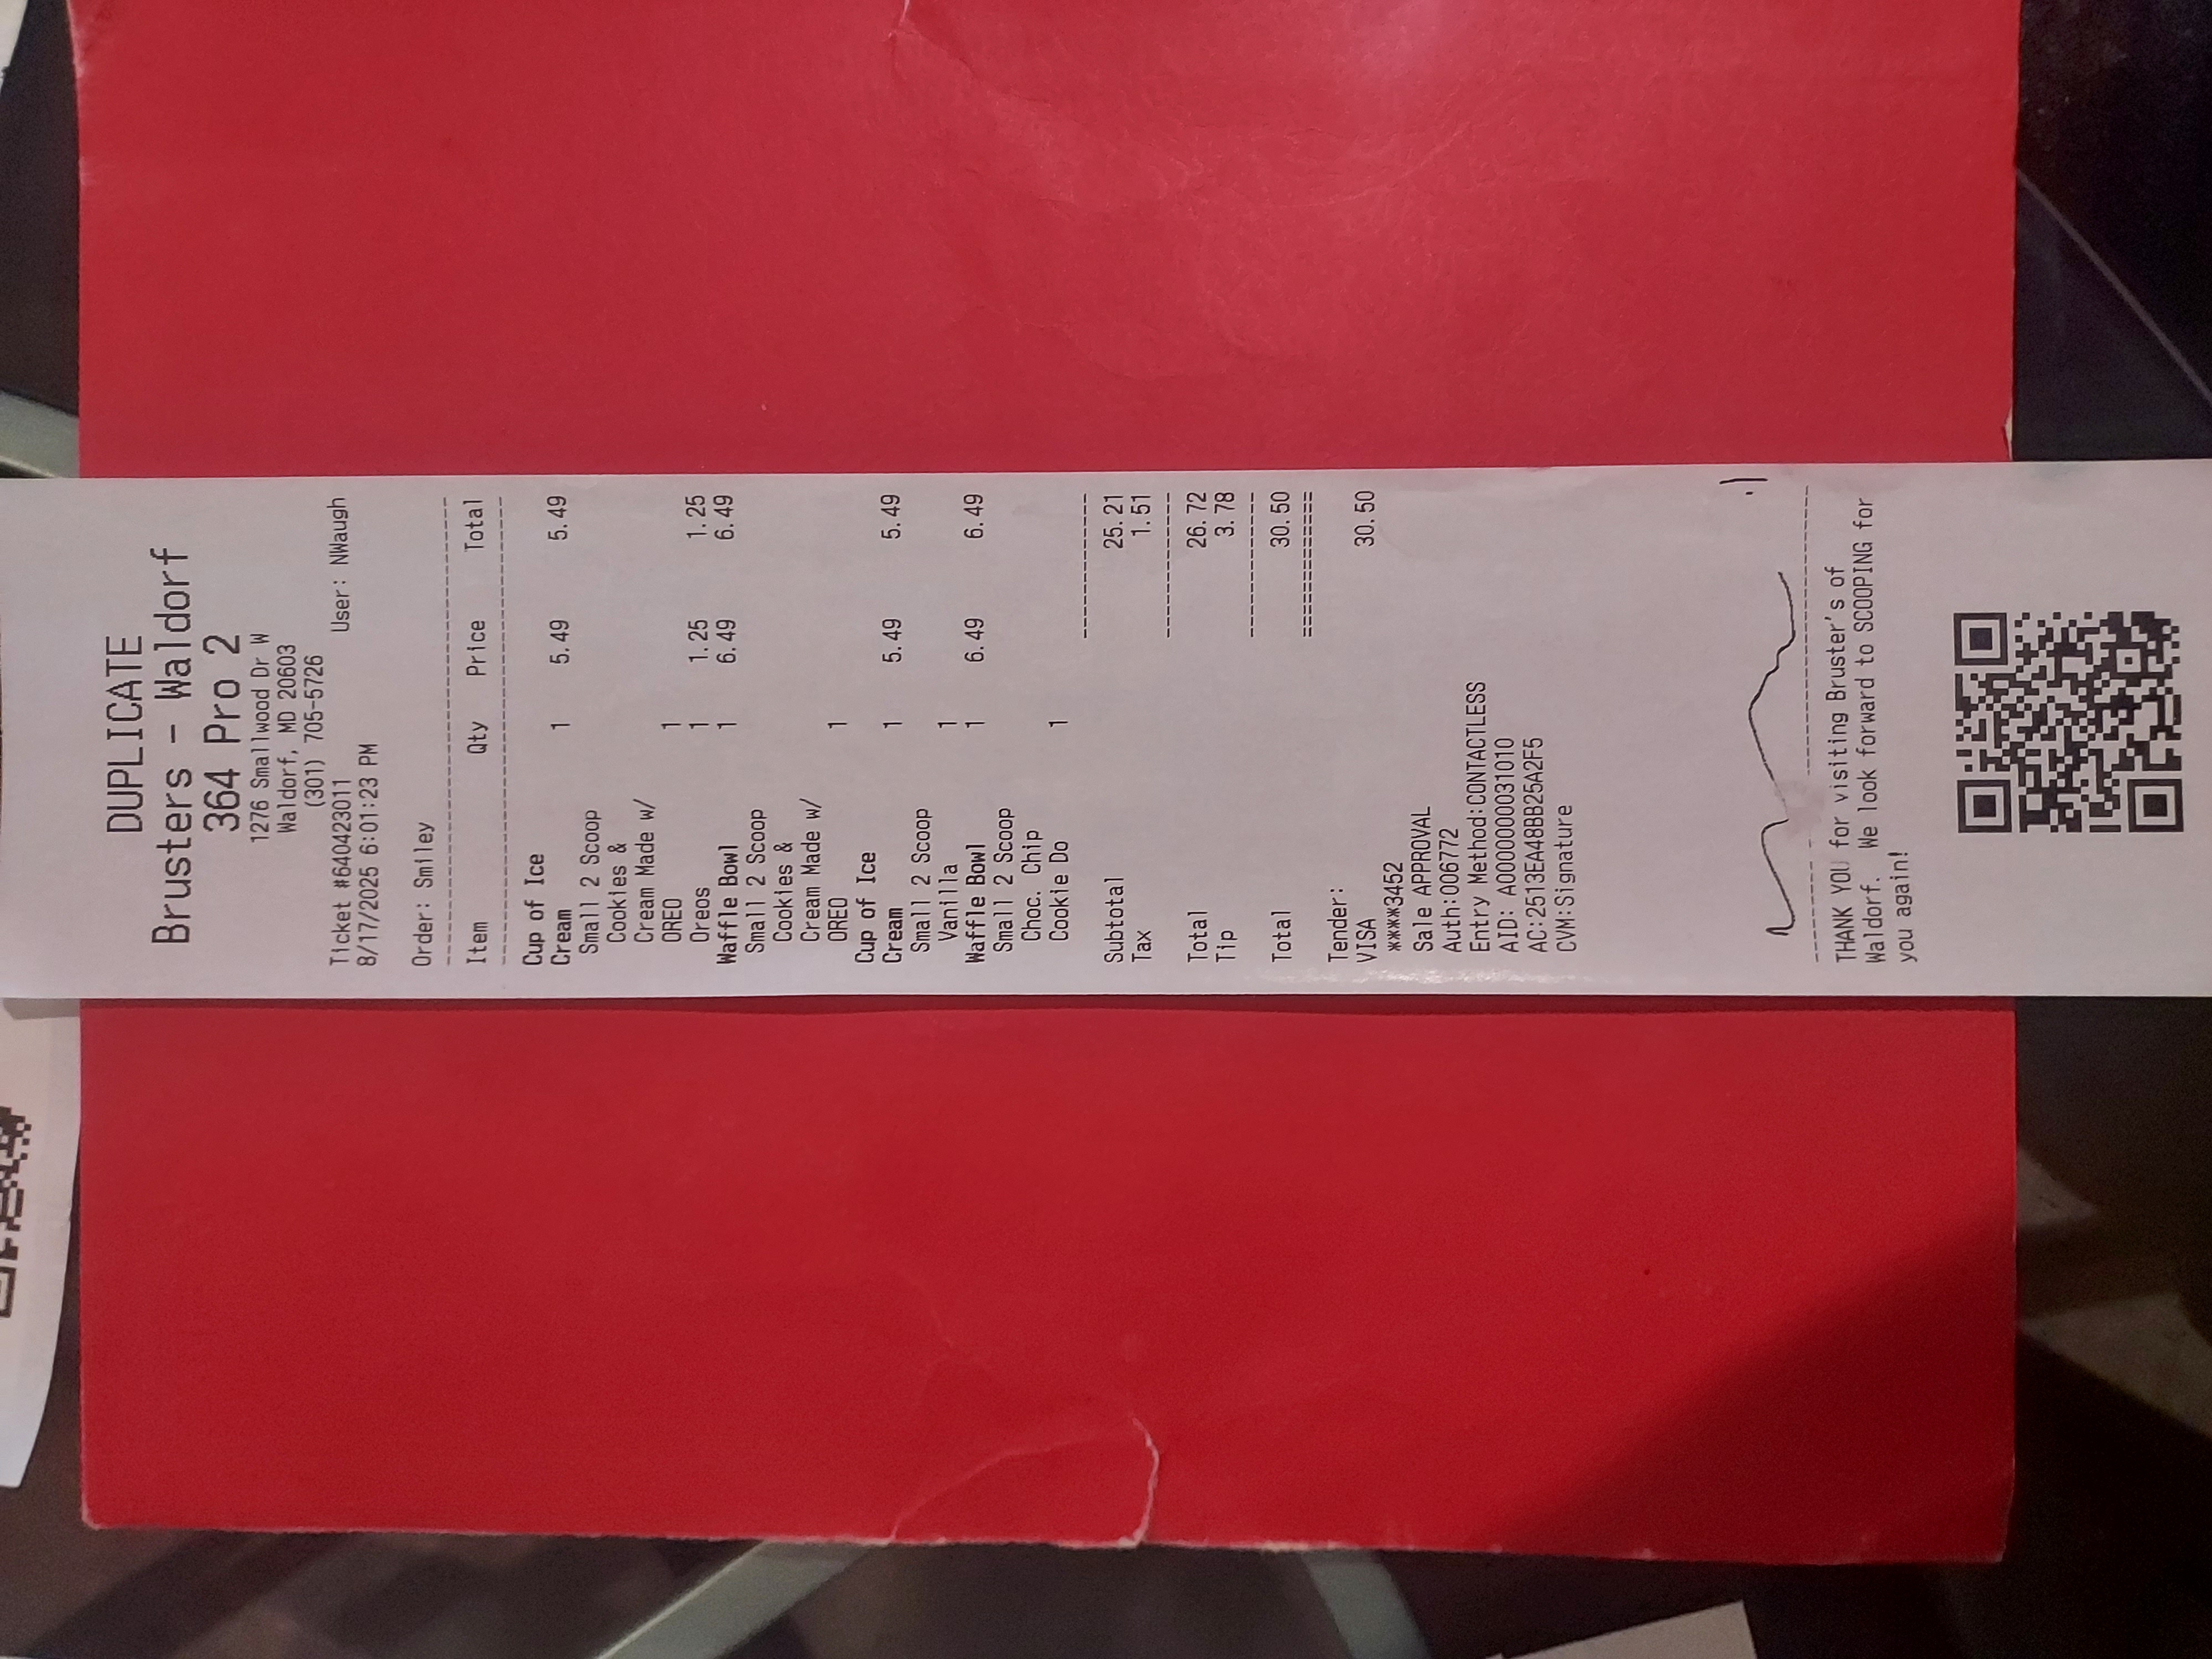 DUPLICATE
Brusters - Waldorf
364 Pro 2
1276 Smallwood Dr W
Waldorf, MD 20603
(301) 705-5726
Ticket #640423011 User: NWaugh
8/17/2025 6:01:23 PM
Order: Smiley
Item Qty Price Total
Cup of Ice
Cream 1 5.49 5.49
Small 2 Scoop
Cookies &
Cream Made w/
OREO 1
Oreos 1 1.25 1.25
Waffle Bowl 1 6.49 6.49
Small 2 Scoop
Cookies &
Cream Made w/
OREO 1
Cup of Ice
Cream 1 5.49 5.49
Small 2 Scoop
Vanilla 1
Waffle Bowl 1 6.49 6.49
Small 2 Scoop
Choc. Chip
Cookie Do 1
Subtotal 25.21
Tax 1.51
Total 26.72
Tip 3.78
Total 30.50
Tender:
VISA 30.50
****3452
Sale APPROVAL
Auth:006772
Entry Method:CONTACTLESS
AID: A0000000031010
AC:2513EA48BB25A2F5
CVM:Signature
THANK YOU for visiting Bruster's of
Waldorf. We look forward to SCOOPING for
you again!